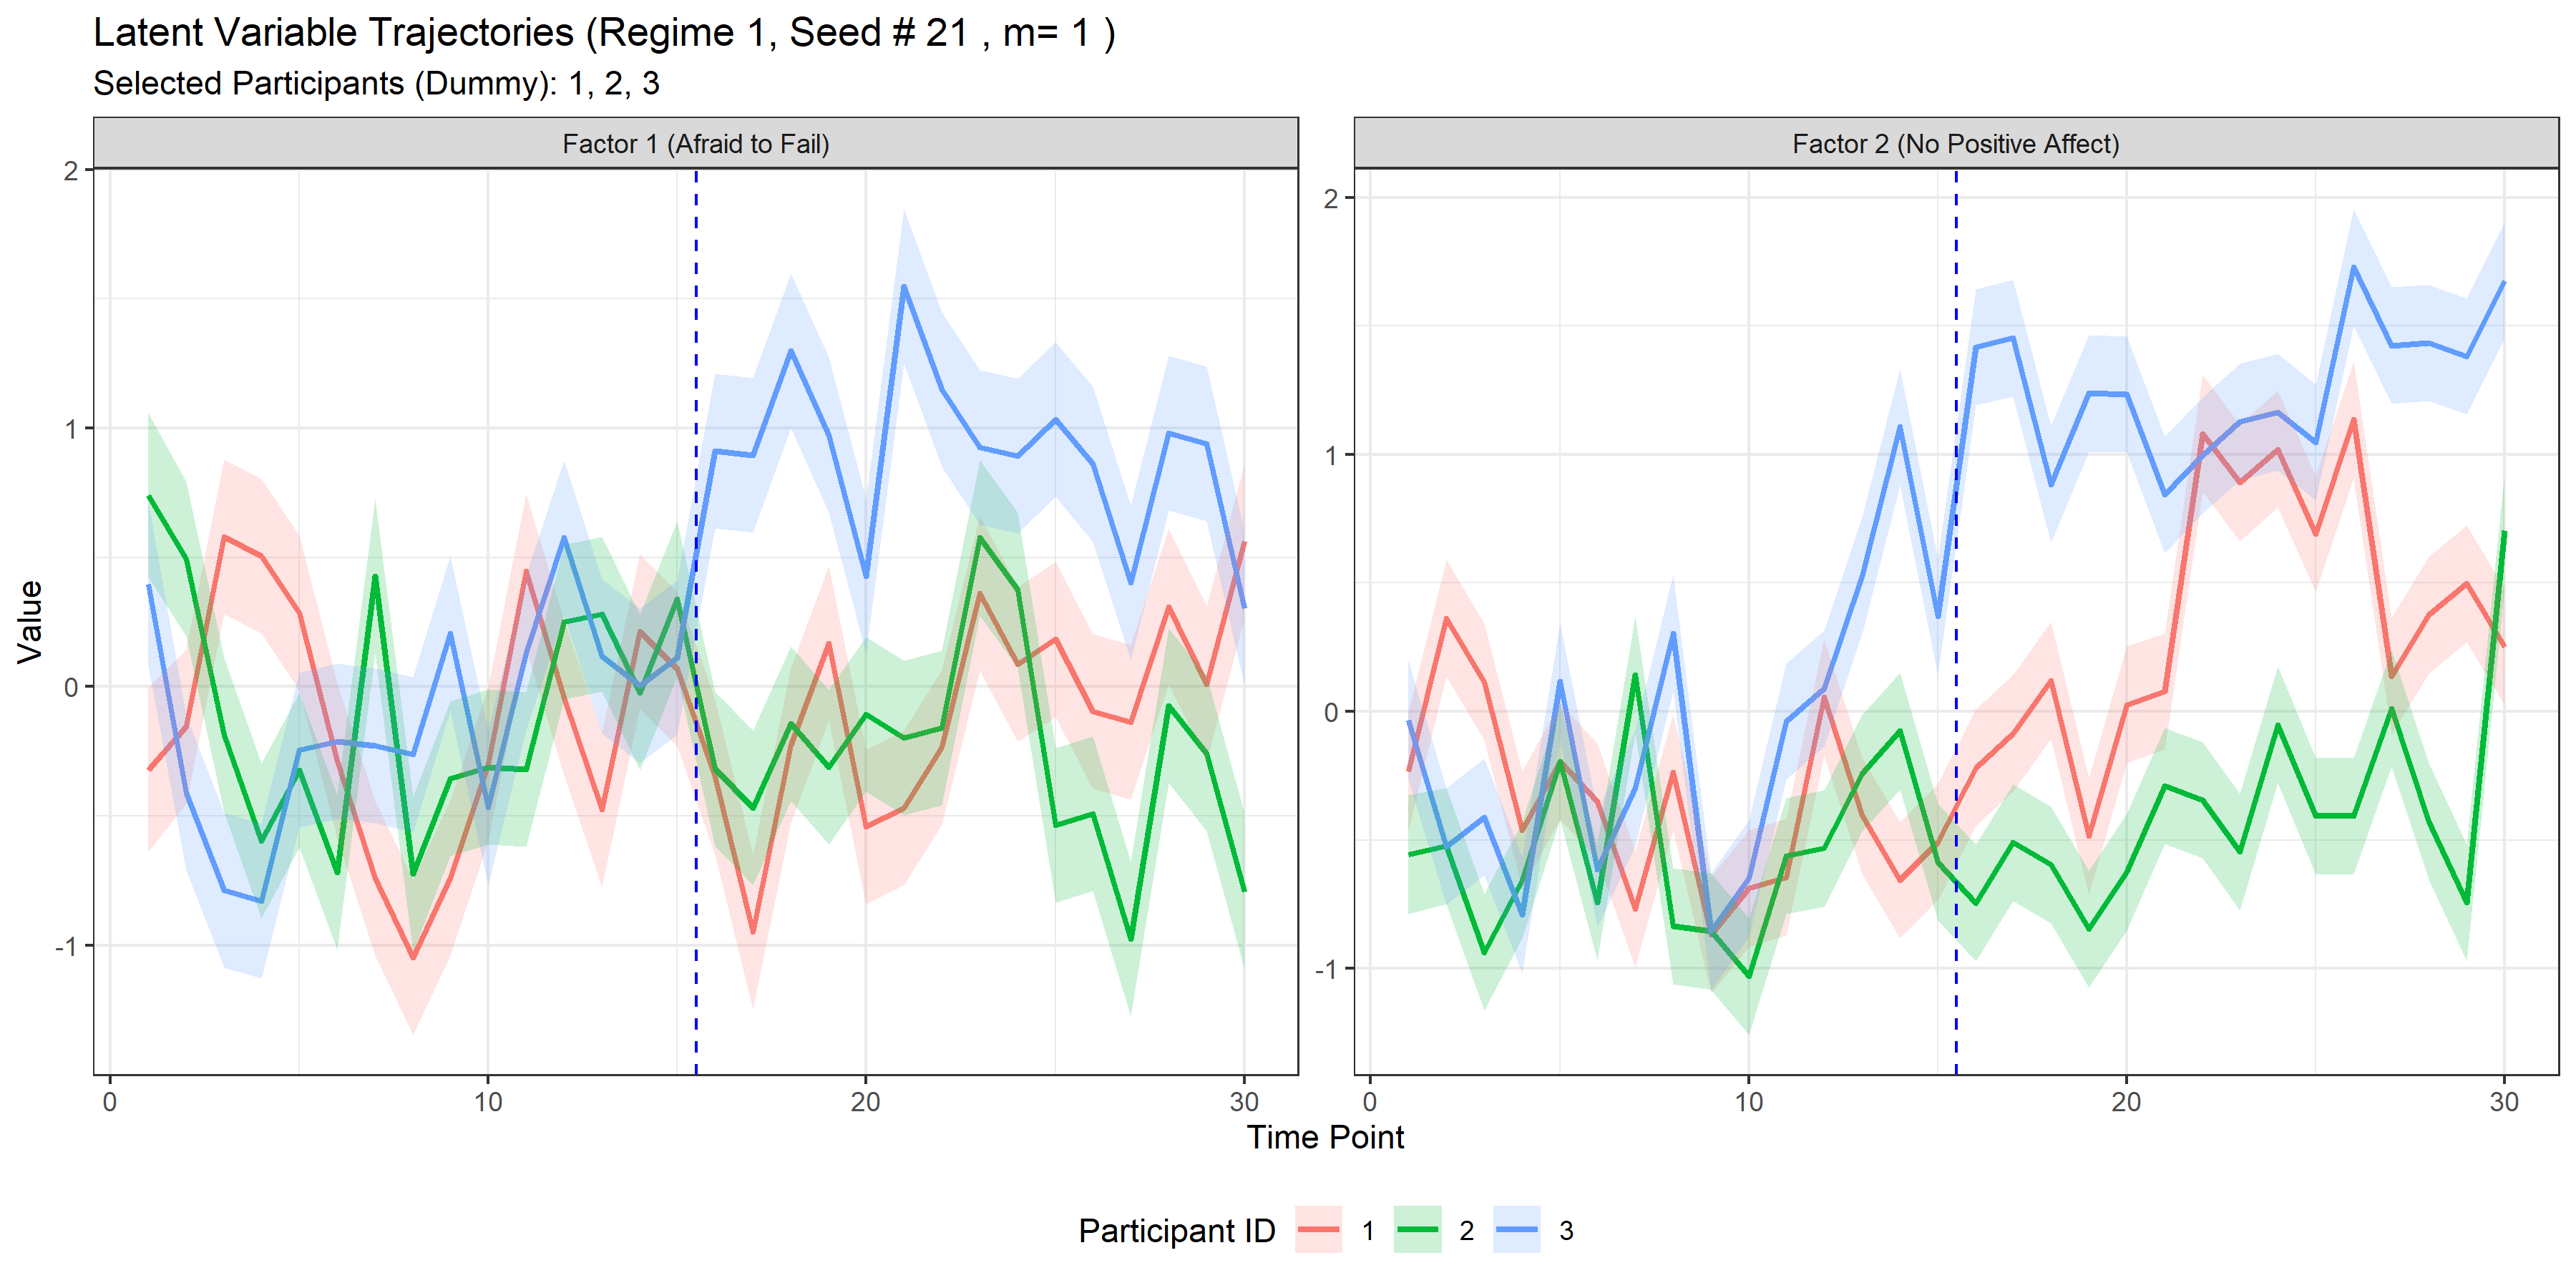 Latent Variable Trajectories (Regime 1, Seed # 21 , m= 1 )
Selected Participants (Dummy): 1, 2, 3
Factor 1 (Afraid to Fail)
Factor 2 (No Positive Affect)
Value
2
1
0
-1
2
1
0
-1
0 10 20 30
0 10 20 30
Time Point
Participant ID 1 2 3